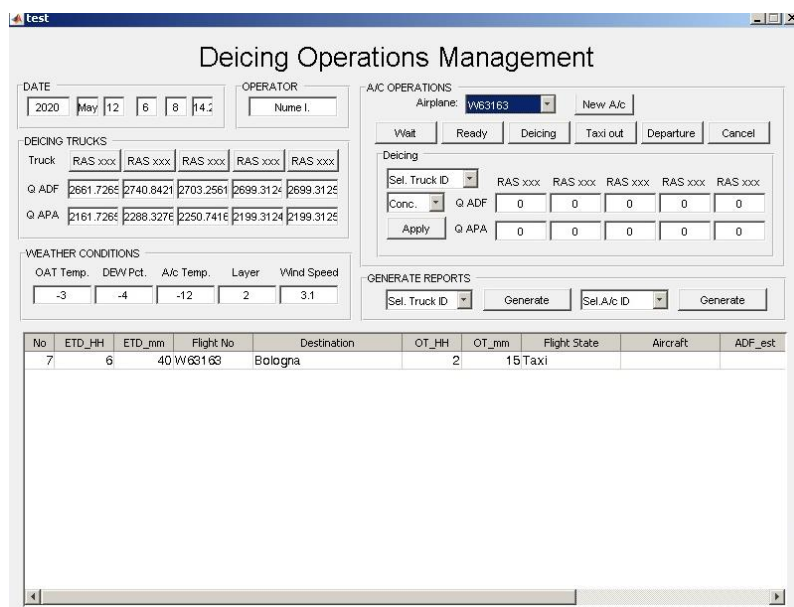 test
Deicing Operations Management
DATE
2020 May 12 6 8 14.2
OPERATOR
Nume I.
DEICING TRUCKS
Truck RAS xxx RAS xxx RAS xxx RAS xxx RAS xxx
Q ADF 2661.7265 2740.8421 2703.2561 2699.3124 2699.3125
Q APA 2161.7265 2288.3276 2250.7416 2199.3124 2199.3125
WEATHER CONDITIONS
OAT Temp. DEW Pct. A/c Temp. Layer Wind Speed
-3 -4 -12 2 3.1
A/C OPERATIONS
Airplane: W63163 New A/c
Wait Ready Deicing Taxi out Departure Cancel
Deicing
Sel. Truck ID RAS xxx RAS xxx RAS xxx RAS xxx RAS xxx
Conc. Q ADF 0 0 0 0 0
Apply Q APA 0 0 0 0 0
GENERATE REPORTS
Sel. Truck ID Generate Sel.A/c ID Generate
No ETD_HH ETD_mm Flight No Destination OT_HH OT_mm Flight State Aircraft ADF_est
7 6 40 W63163 Bologna 2 15 Taxi